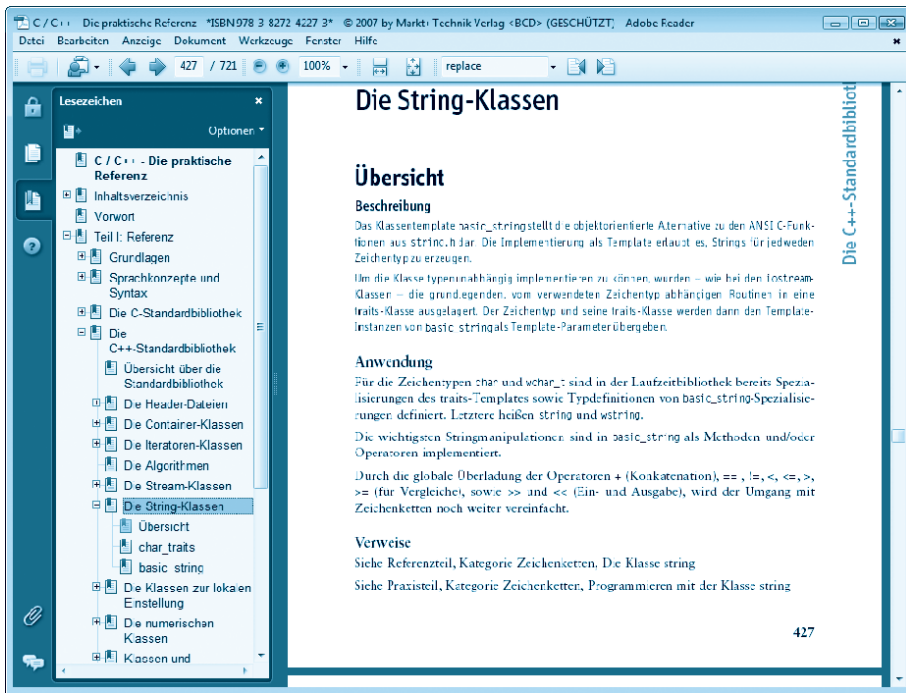 C / C++ - Die praktische Referenz *ISBN 978-3-8272-4227-3* © 2007 by Markt+Technik Verlag <BCD> (GESCHÜTZT) Adobe Reader
Datei Bearbeiten Anzeige Dokument Werkzeuge Fenster Hilfe
427 / 721 100% replace
Lesezeichen
Optionen
C / C++ - Die praktische
Referenz
Inhaltsverzeichnis
Vorwort
Teil I: Referenz
Grundlagen
Sprachkonzepte und
Syntax
Die C-Standardbibliothek
Die
C++-Standardbibliothek
Übersicht über die
Standardbibliothek
Die Header-Dateien
Die Container-Klassen
Die Iteratoren-Klassen
Die Algorithmen
Die Stream-Klassen
Die String-Klassen
Übersicht
char_traits
basic_string
Die Klassen zur lokalen
Einstellung
Die numerischen
Klassen
Klassen und
Die String-Klassen
Übersicht
Beschreibung
Das Klassentemplate basic_string stellt die objektorientierte Alternative zu den ANSI C-Funk-
tionen aus string.h dar. Die Implementierung als Template erlaubt es, Strings für jedweden
Zeichentyp zu erzeugen.
Um die Klasse typenunabhängig implementieren zu können, wurden – wie bei den iostream-
Klassen – die grundlegenden, vom verwendeten Zeichentyp abhängigen Routinen in eine
traits-Klasse ausgelagert. Der Zeichentyp und seine traits-Klasse werden dann den Template-
Instanzen von basic_string als Template-Parameter übergeben.
Anwendung
Für die Zeichentypen char und wchar_t sind in der Laufzeitbibliothek bereits Spezia-
lisierungen des traits-Templates sowie Typdefinitionen von basic_string-Spezialisie-
rungen definiert. Letztere heißen string und wstring.
Die wichtigsten Stringmanipulationen sind in basic_string als Methoden und/oder
Operatoren implementiert.
Durch die globale Überladung der Operatoren + (Konkatenation), ==, !=, <, <=, >,
>= (für Vergleiche), sowie >> und << (Ein- und Ausgabe), wird der Umgang mit
Zeichenketten noch weiter vereinfacht.
Verweise
Siehe Referenzteil, Kategorie Zeichenketten, Die Klasse string
Siehe Praxisteil, Kategorie Zeichenketten, Programmieren mit der Klasse string
427
Die C++-Standardbibliot